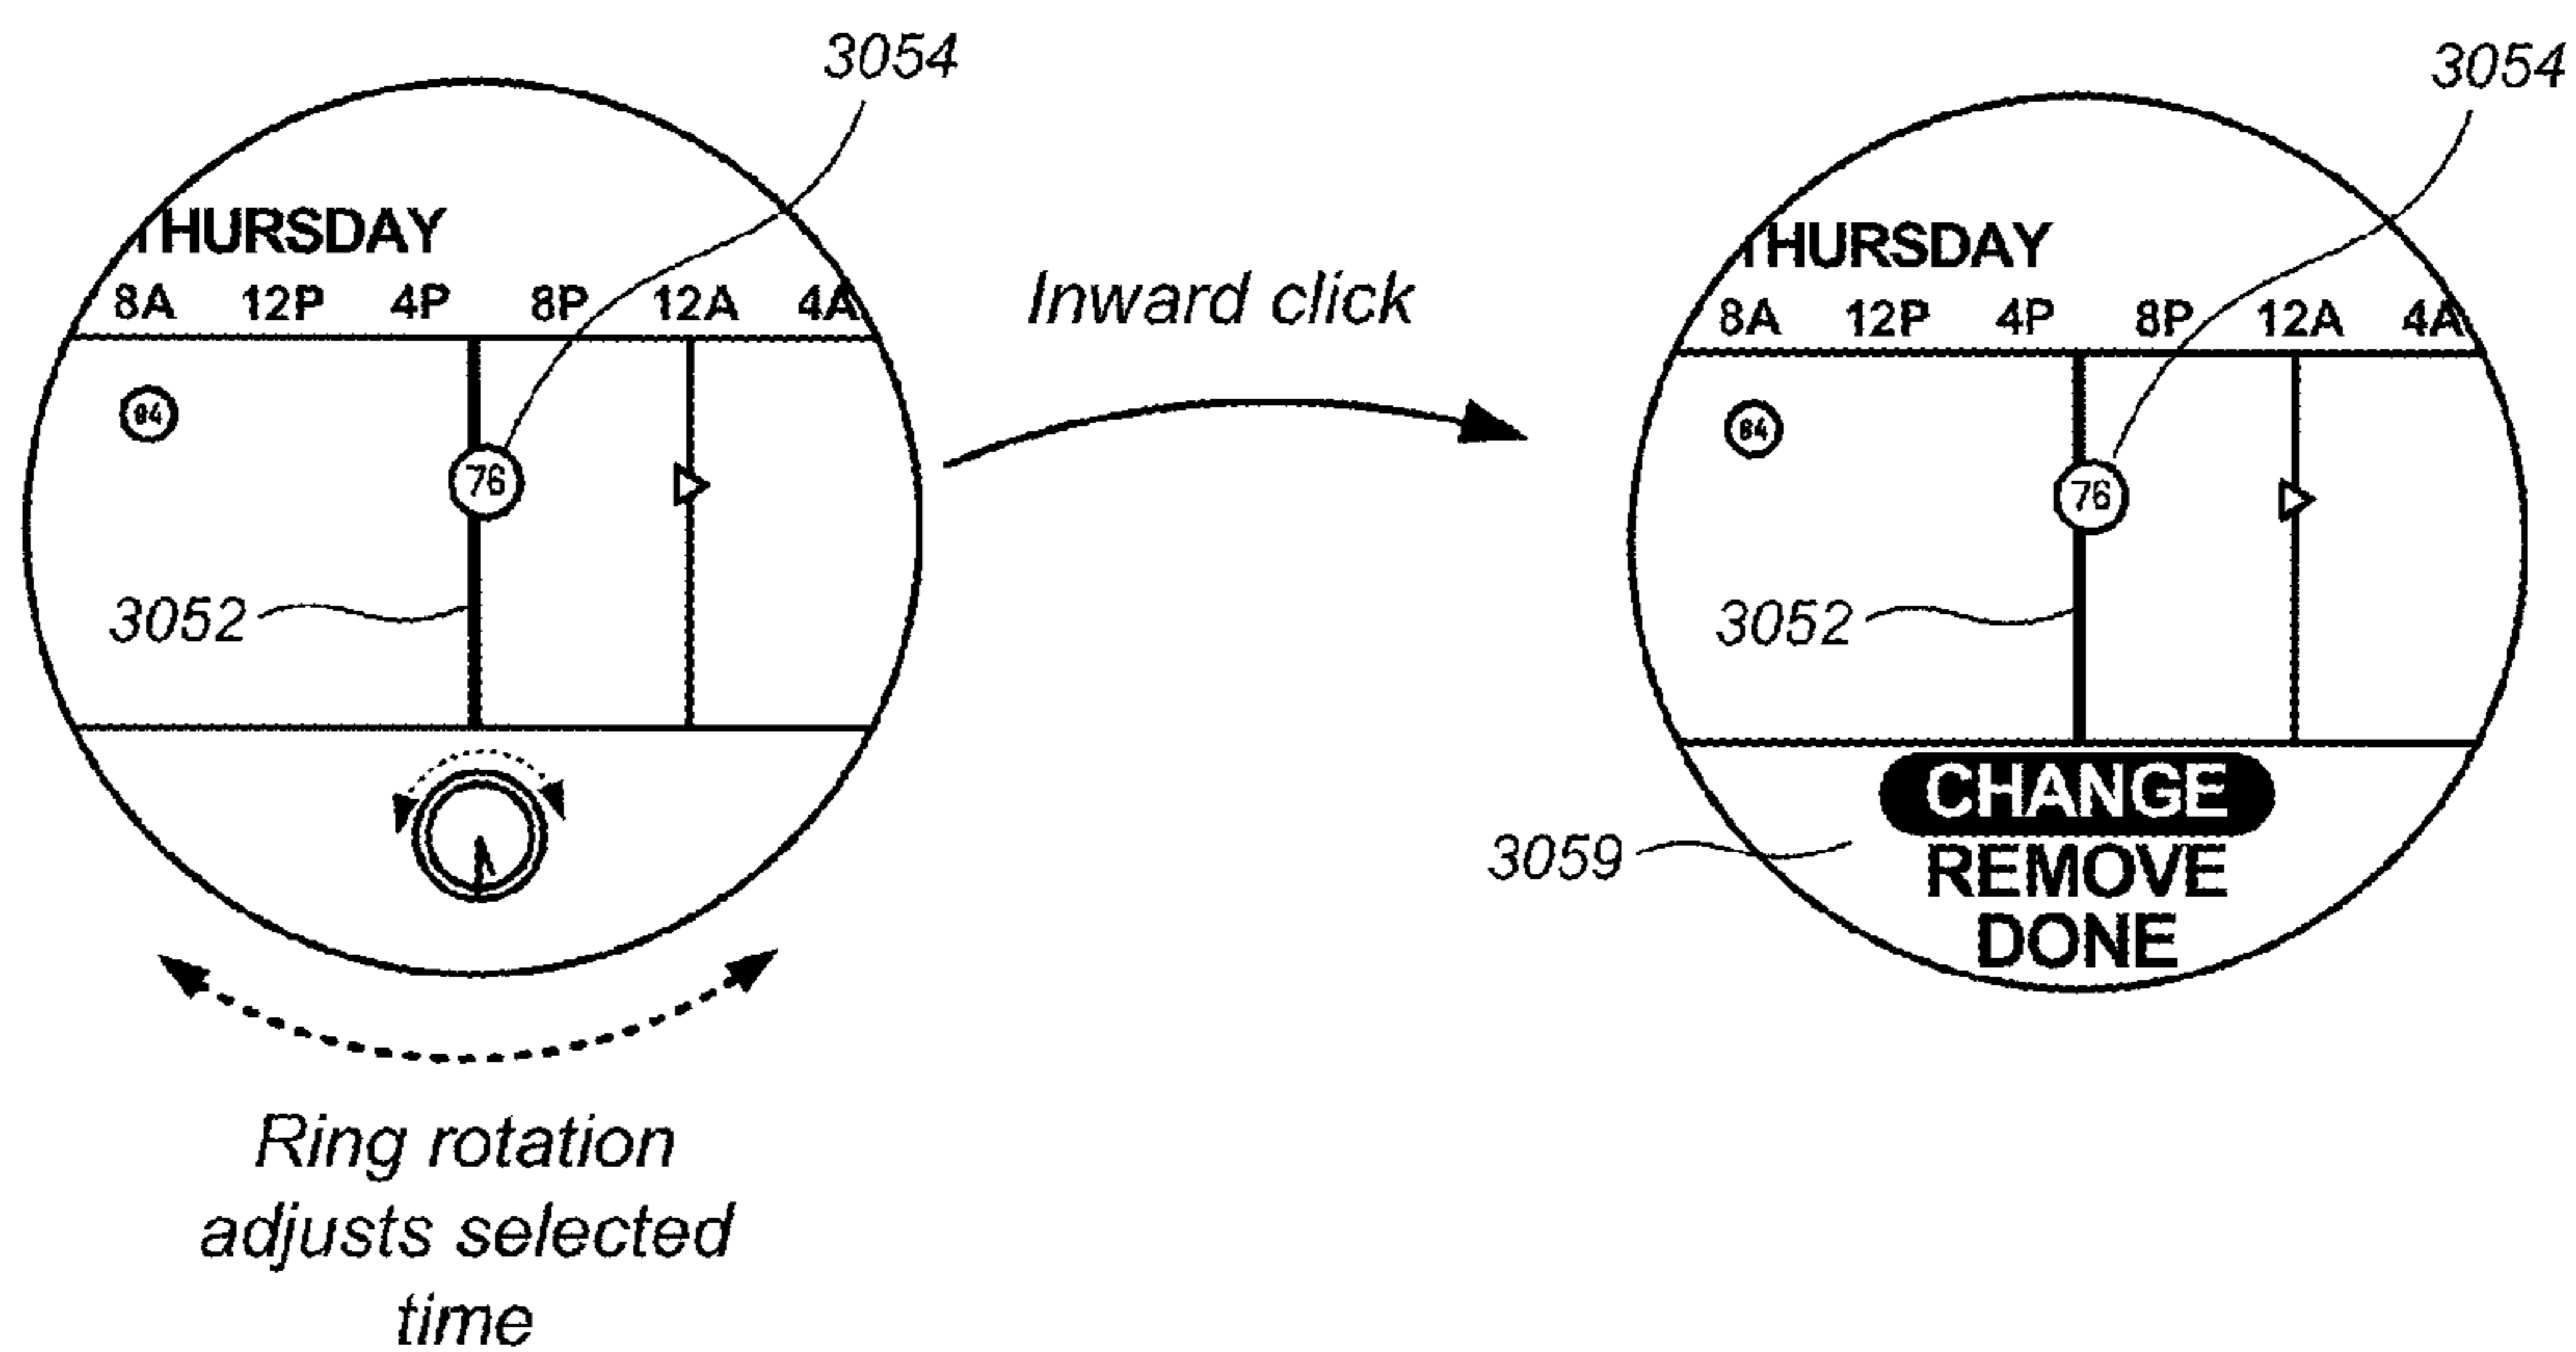 3054
THURSDAY
8A 12P 4P 8P 12A 4A
84
76
3052
Ring rotation
adjusts selected
time
Inward click
3054
THURSDAY
8A 12P 4P 8P 12A 4A
84
76
3052
3059
CHANGE
REMOVE
DONE